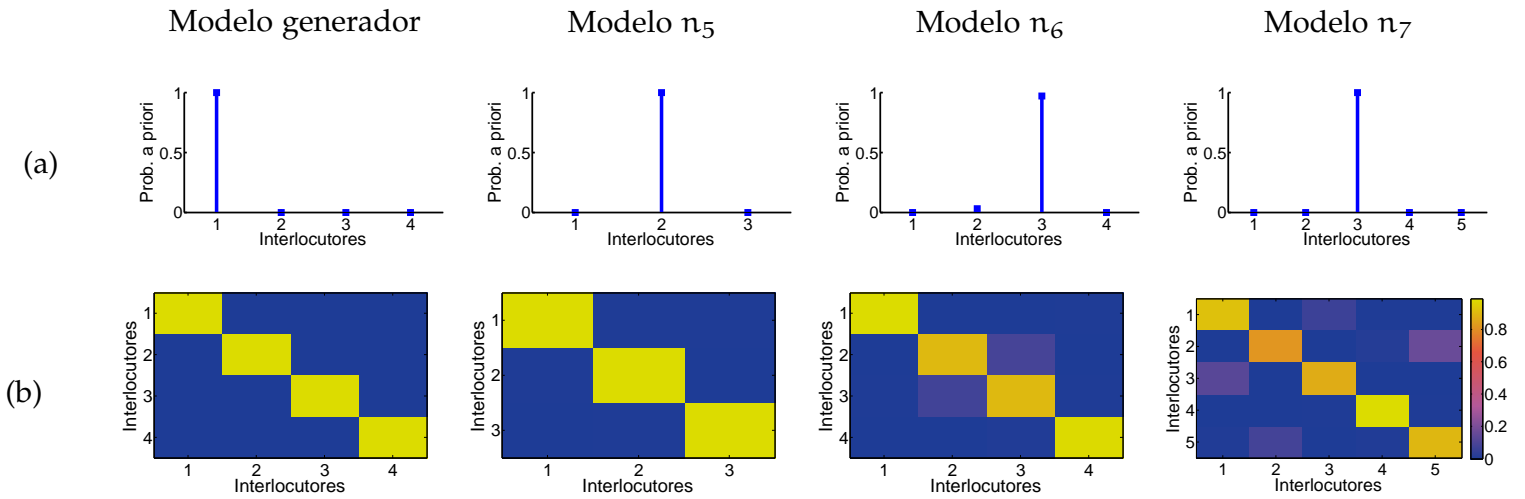 Modelo generador
Modelo n₅
Modelo n₆
Modelo n₇
(a)
Prob. a priori
1
0.5
0
1 2 3 4
Interlocutores
Prob. a priori
1
0.5
0
1 2 3
Interlocutores
Prob. a priori
1
0.5
0
1 2 3 4
Interlocutores
Prob. a priori
1
0.5
0
1 2 3 4 5
Interlocutores
(b)
Interlocutores
1
2
3
4
1 2 3 4
Interlocutores
Interlocutores
1
2
3
1 2 3
Interlocutores
Interlocutores
1
2
3
4
1 2 3 4
Interlocutores
Interlocutores
1
2
3
4
5
1 2 3 4 5
Interlocutores
0.8
0.6
0.4
0.2
0